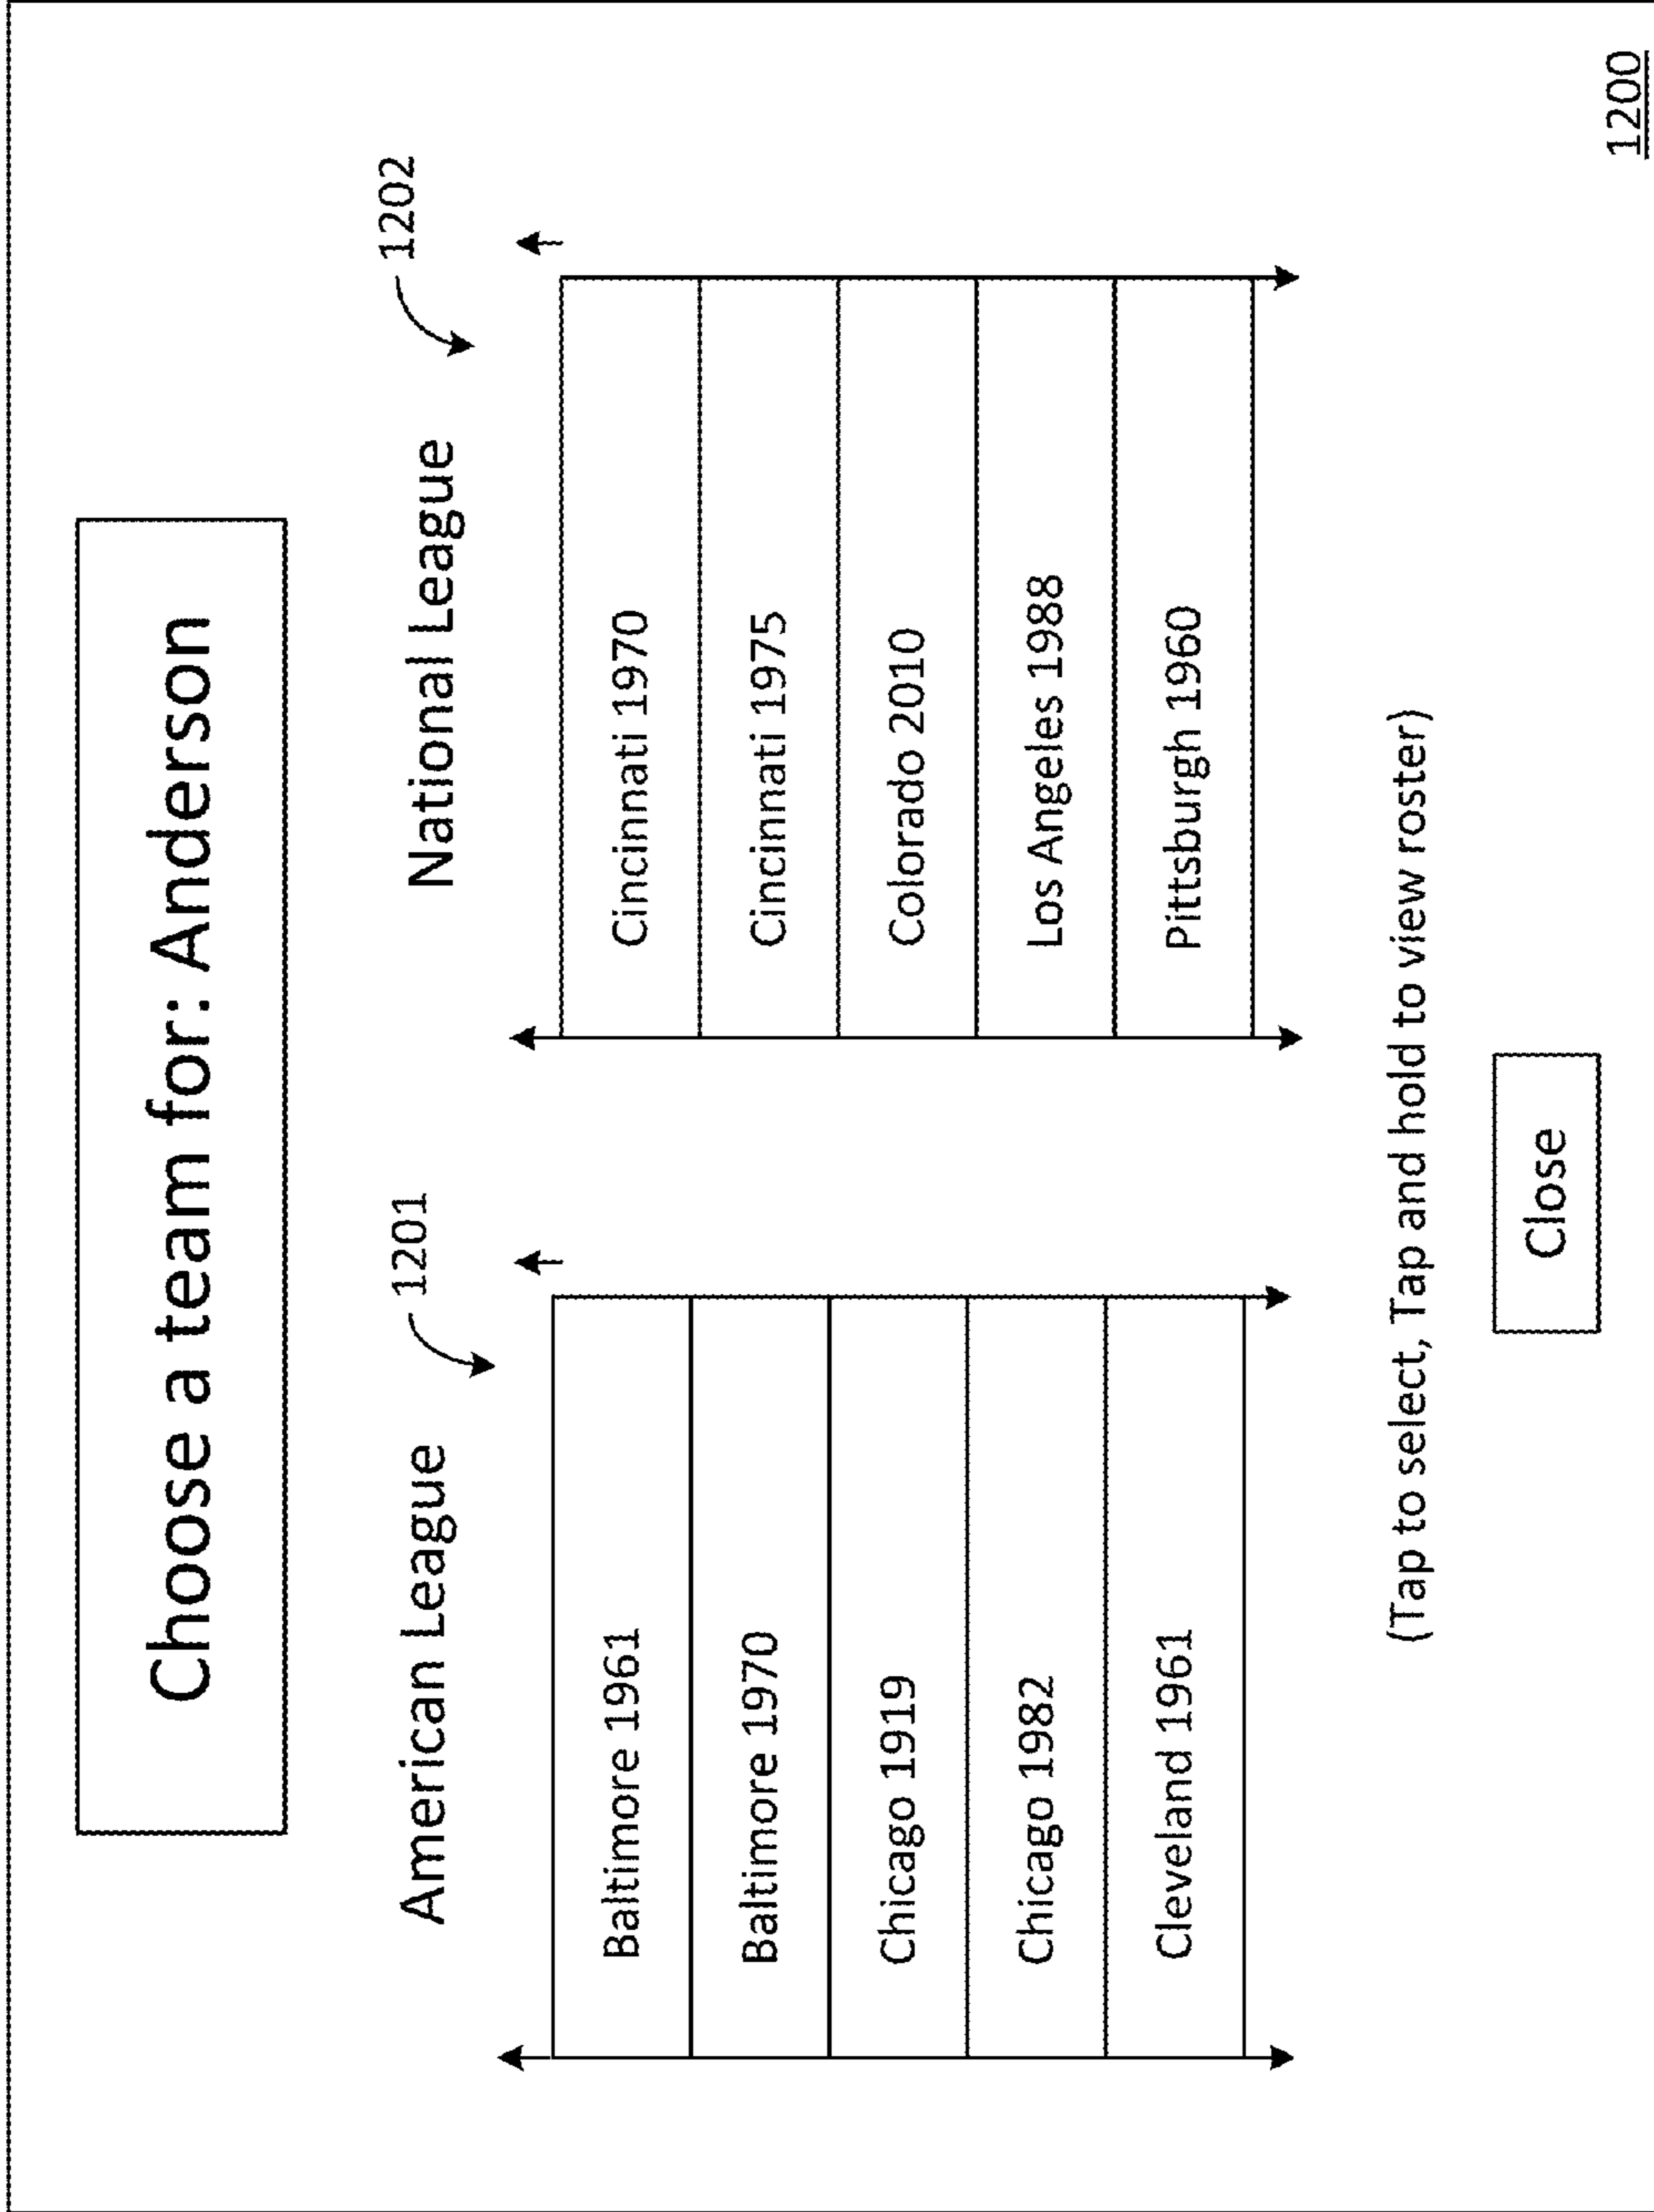 Choose a team for: Anderson
American League
1201
Baltimore 1961
Baltimore 1970
Chicago 1919
Chicago 1982
Cleveland 1961
National League
1202
Cincinnati 1970
Cincinnati 1975
Colorado 2010
Los Angeles 1988
Pittsburgh 1960
(Tap to select, Tap and hold to view roster)
Close
1200